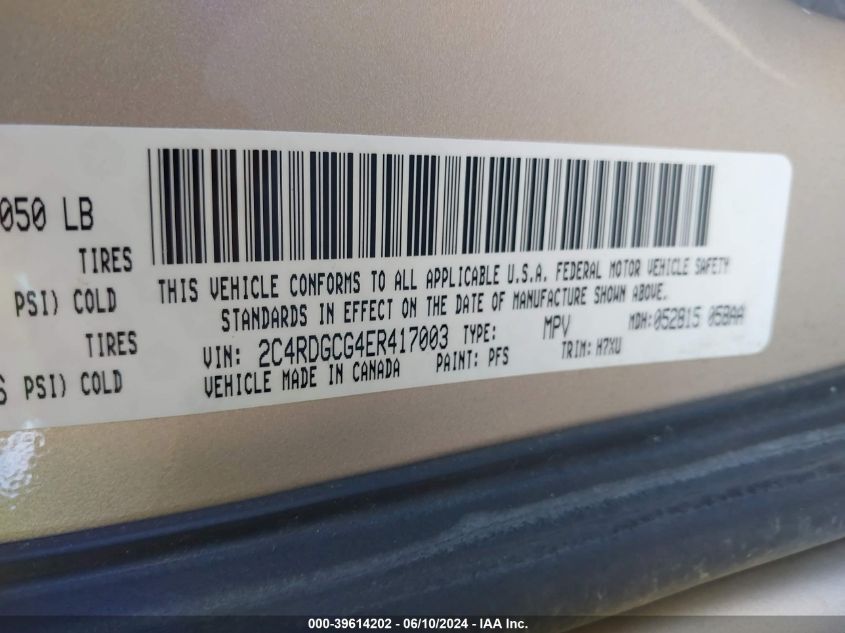 050 LB
TIRES
PSI) COLD
TIRES
PSI) COLD
THIS VEHICLE CONFORMS TO ALL APPLICABLE U.S.A. FEDERAL MOTOR VEHICLE SAFETY
STANDARDS IN EFFECT ON THE DATE OF MANUFACTURE SHOWN ABOVE.
VIN: 2C4RDGCG4ER417003 TYPE: MPV MDH:052815 05BAA
VEHICLE MADE IN CANADA PAINT: PFS TRIM: H7XU
000-39614202 - 06/10/2024 - IAA Inc.